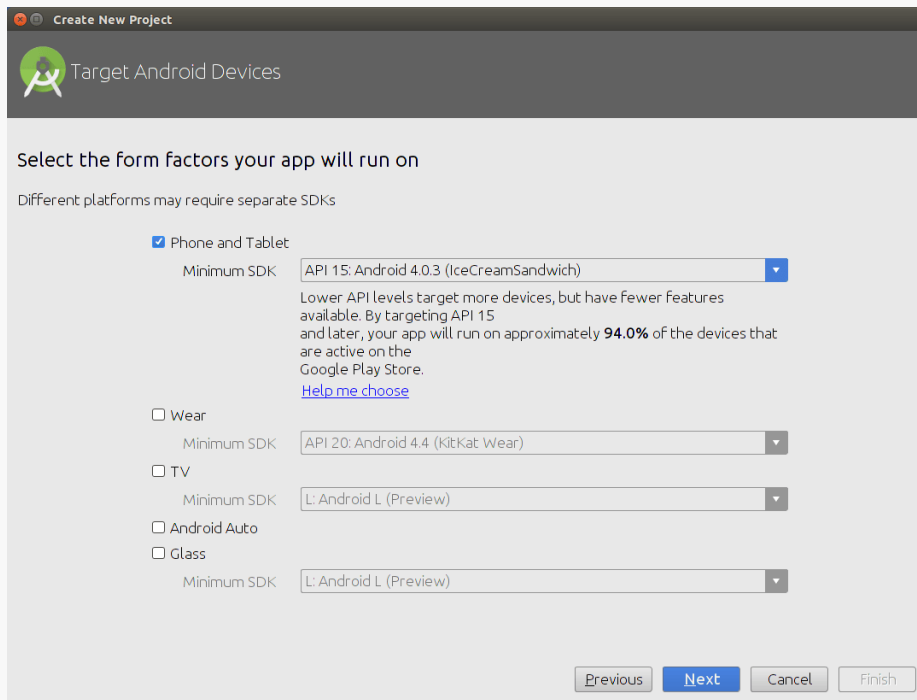 Create New Project
Target Android Devices
Select the form factors your app will run on
Different platforms may require separate SDKs
Phone and Tablet
Minimum SDK API 15: Android 4.0.3 (IceCreamSandwich)
Lower API levels target more devices, but have fewer features
available. By targeting API 15
and later, your app will run on approximately 94.0% of the devices that
are active on the
Google Play Store.
Help me choose
Wear
Minimum SDK API 20: Android 4.4 (KitKat Wear)
TV
Minimum SDK L: Android L (Preview)
Android Auto
Glass
Minimum SDK L: Android L (Preview)
Previous Next Cancel Finish